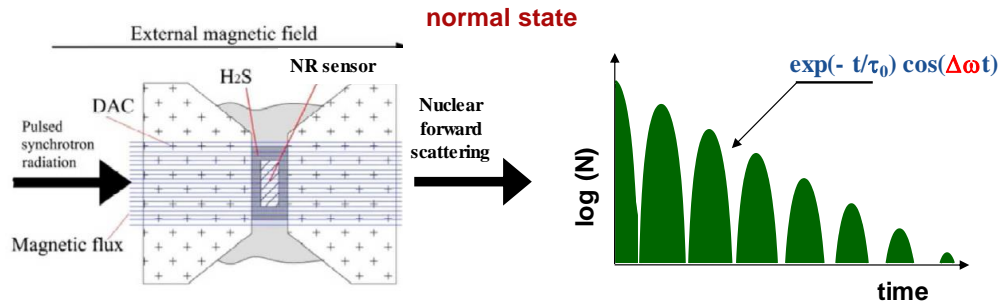 normal state
External magnetic field
NR sensor
H2S
DAC
Pulsed
synchrotron
radiation
Magnetic flux
Nuclear
forward
scattering
exp(- t/τ0) cos(Δωt)
log (N)
time